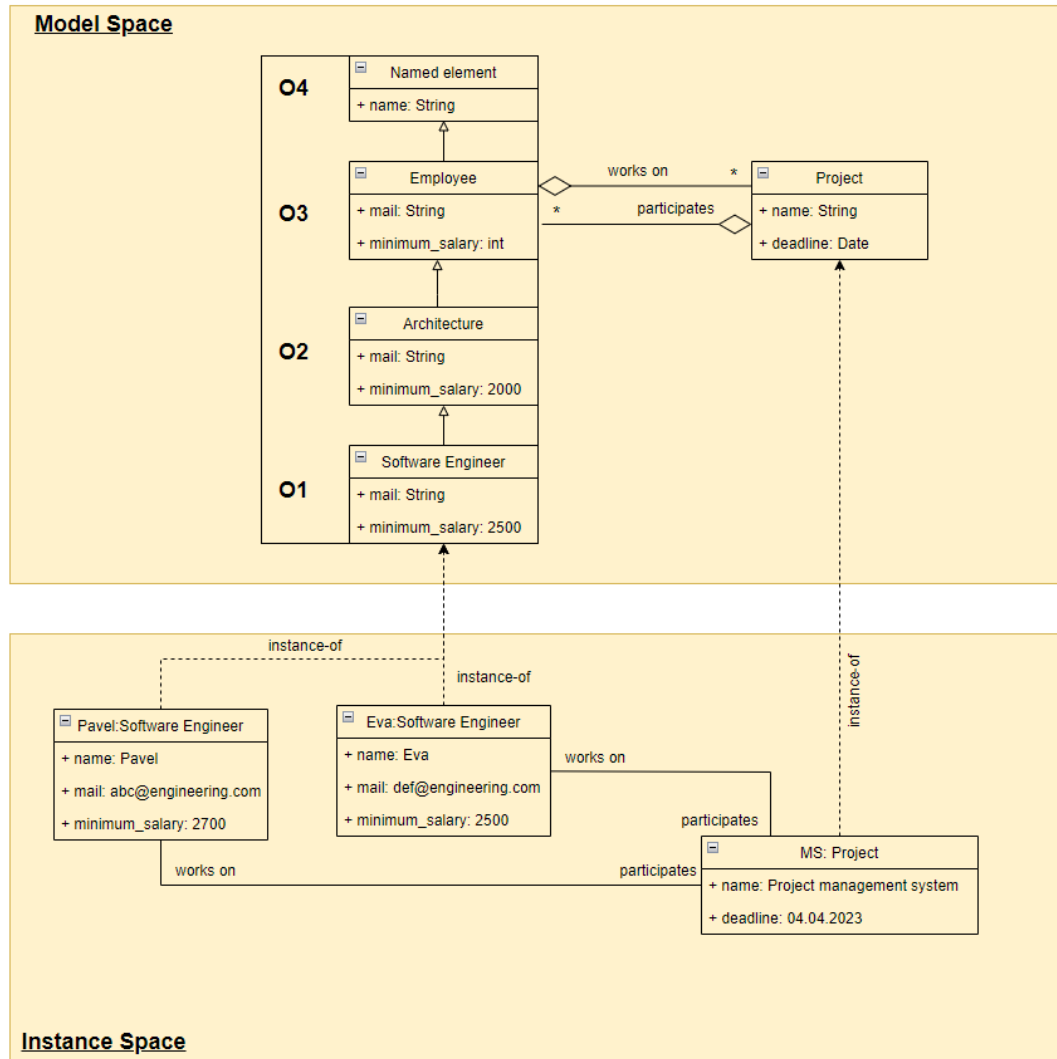 Model Space
O4
Named element
+ name: String
O3
Employee
+ mail: String
+ minimum_salary: int
works on
*
participates
*
Project
+ name: String
+ deadline: Date
O2
Architecture
+ mail: String
+ minimum_salary: 2000
O1
Software Engineer
+ mail: String
+ minimum_salary: 2500
instance-of
instance-of
instance-of
Pavel:Software Engineer
+ name: Pavel
+ mail: abc@engineering.com
+ minimum_salary: 2700
Eva:Software Engineer
+ name: Eva
+ mail: def@engineering.com
+ minimum_salary: 2500
works on
participates
works on
participates
MS: Project
+ name: Project management system
+ deadline: 04.04.2023
Instance Space